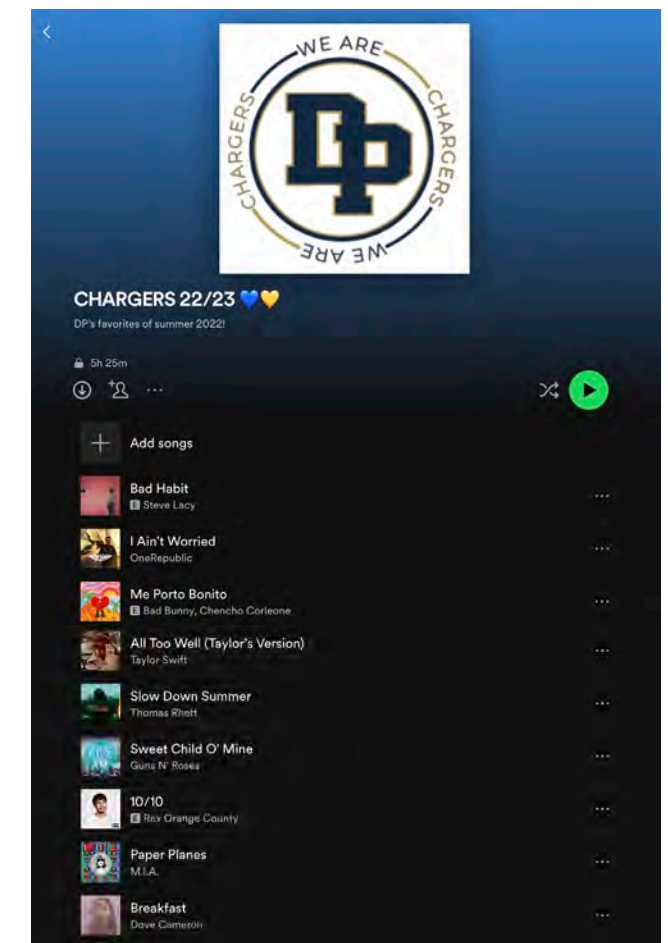 WE ARE
CHARGERS
WE ARE
CHARGERS
DP
CHARGERS 22/23 💙💛
DP's favorites of summer 2022!
5h 25m
Add songs
Bad Habit
E Steve Lacy
I Ain't Worried
OneRepublic
Me Porto Bonito
E Bad Bunny, Chencho Corleone
All Too Well (Taylor's Version)
Taylor Swift
Slow Down Summer
Thomas Rhett
Sweet Child O' Mine
Guns N' Roses
10/10
E Rex Orange County
Paper Planes
M.I.A.
Breakfast
Dove Cameron